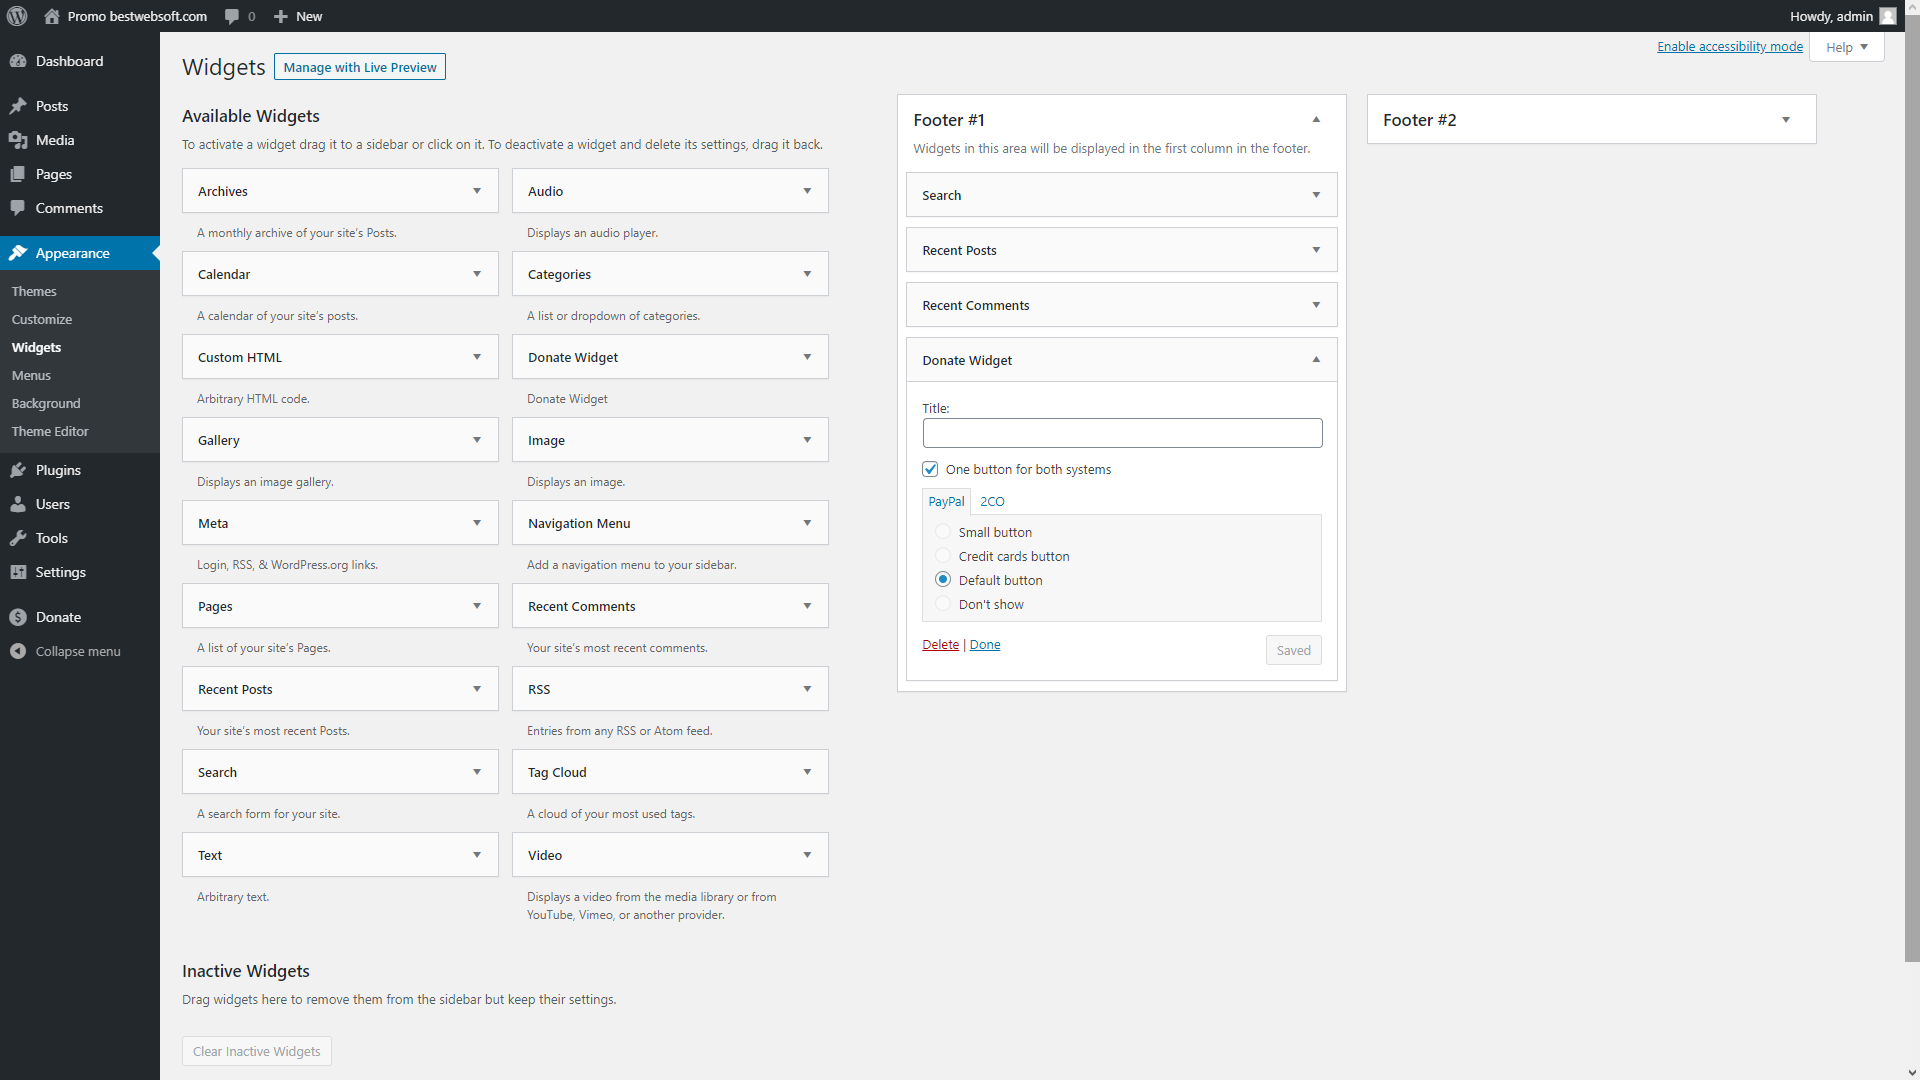 Promo bestwebsoft.com
0
New
Howdy, admin
Dashboard
Posts
Media
Pages
Comments
Appearance
Themes
Customize
Widgets
Menus
Background
Theme Editor
Plugins
Users
Tools
Settings
Donate
Collapse menu
Enable accessibility mode
Help
Widgets
Manage with Live Preview
Available Widgets
To activate a widget drag it to a sidebar or click on it. To deactivate a widget and delete its settings, drag it back.
Archives
A monthly archive of your site's Posts.
Audio
Displays an audio player.
Calendar
A calendar of your site's posts.
Categories
A list or dropdown of categories.
Custom HTML
Arbitrary HTML code.
Donate Widget
Donate Widget
Gallery
Displays an image gallery.
Image
Displays an image.
Meta
Login, RSS, & WordPress.org links.
Navigation Menu
Add a navigation menu to your sidebar.
Pages
A list of your site's Pages.
Recent Comments
Your site's most recent comments.
Recent Posts
Your site's most recent Posts.
RSS
Entries from any RSS or Atom feed.
Search
A search form for your site.
Tag Cloud
A cloud of your most used tags.
Text
Arbitrary text.
Video
Displays a video from the media library or from
YouTube, Vimeo, or another provider.
Inactive Widgets
Drag widgets here to remove them from the sidebar but keep their settings.
Clear Inactive Widgets
Footer #1
Widgets in this area will be displayed in the first column in the footer.
Search
Recent Posts
Recent Comments
Donate Widget
Title:
One button for both systems
PayPal
2CO
Small button
Credit cards button
Default button
Don't show
Delete | Done
Saved
Footer #2